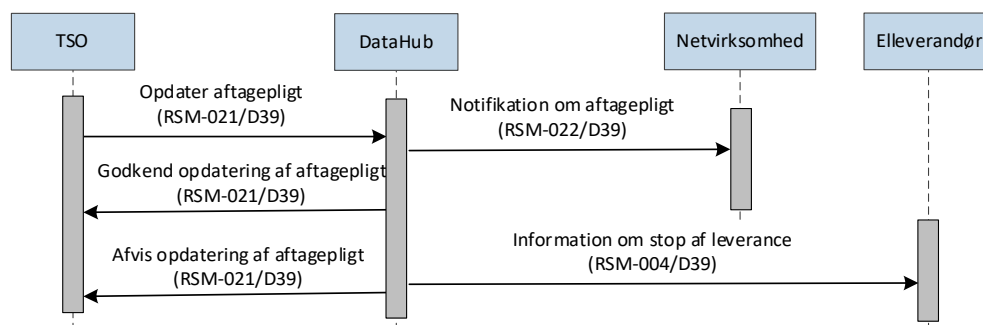 TSO
DataHub
Netvirksomhed
Elleverandør
Opdater aftagepligt
(RSM-021/D39)
Notifikation om aftagepligt
(RSM-022/D39)
Godkend opdatering af aftagepligt
(RSM-021/D39)
Information om stop af leverance
(RSM-004/D39)
Afvis opdatering af aftagepligt
(RSM-021/D39)